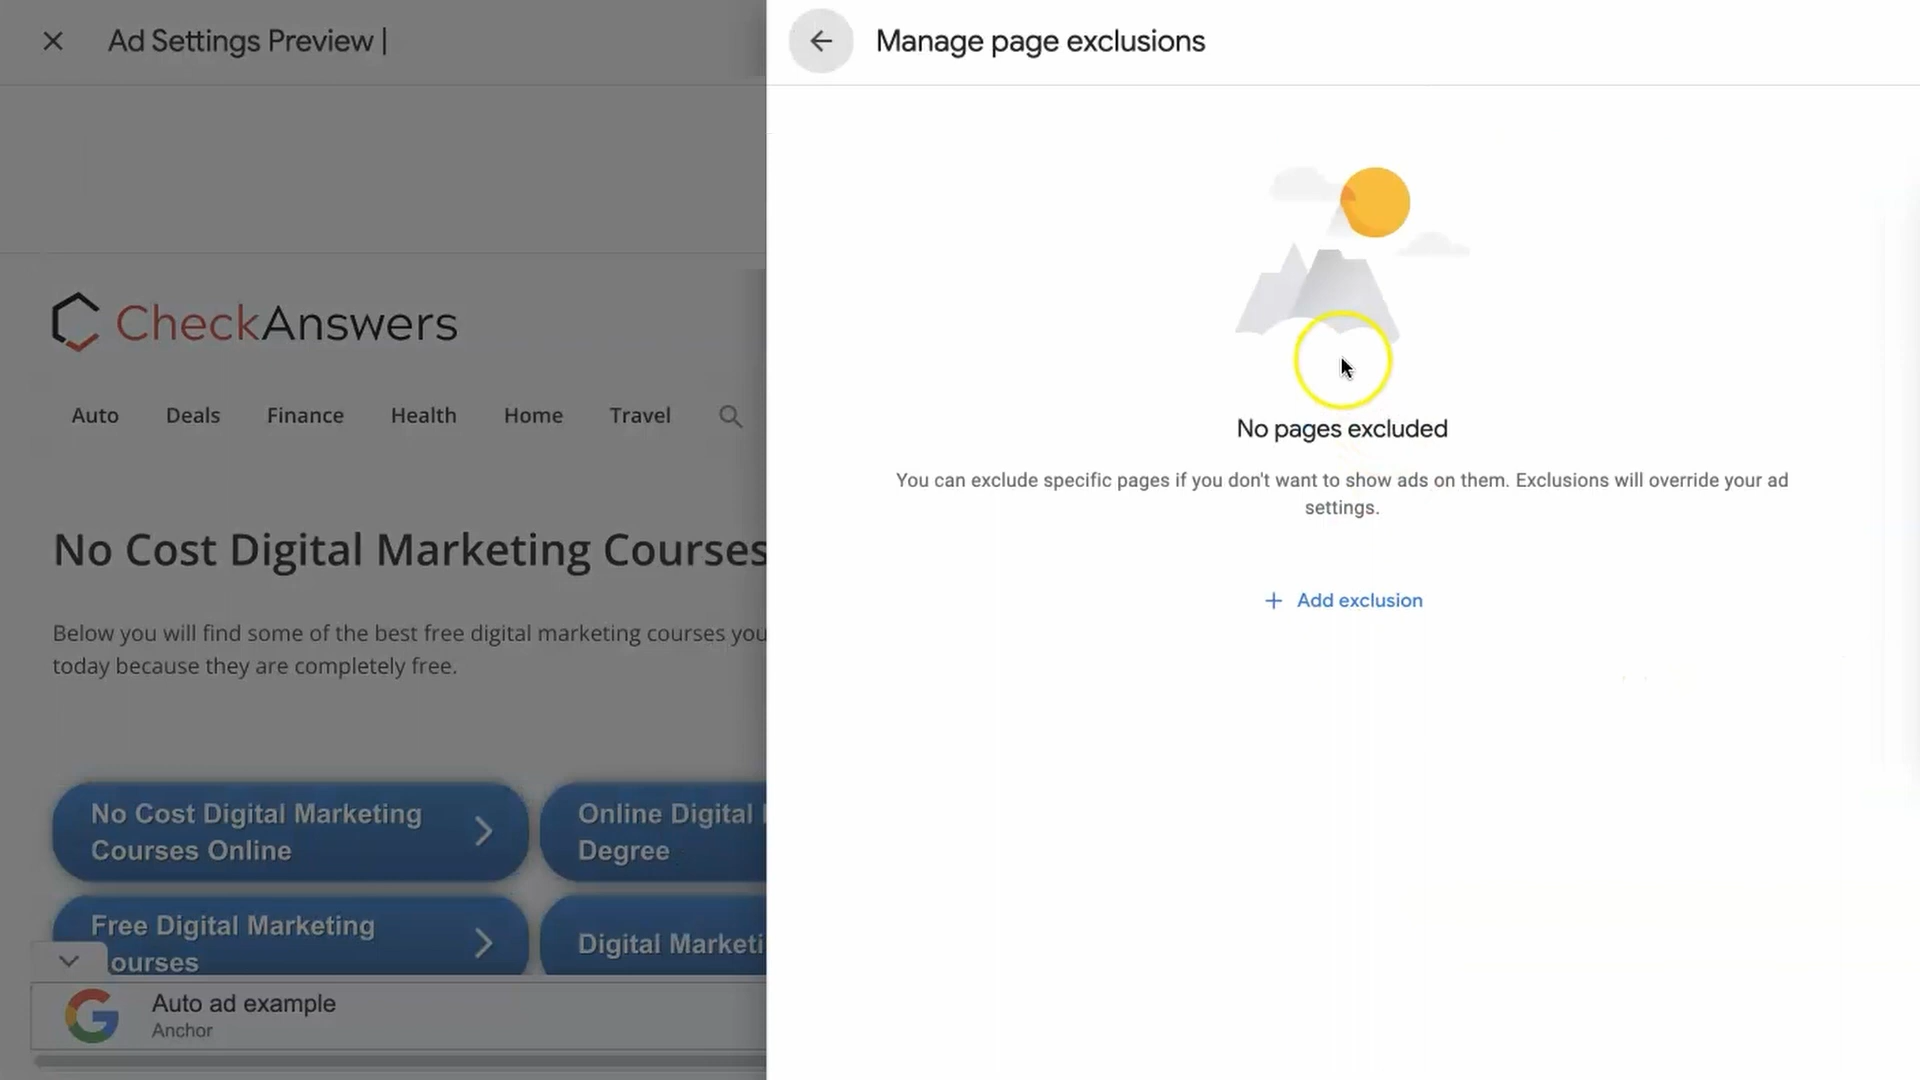 Ad Settings Preview |
Manage page exclusions
CheckAnswers
Auto Deals Finance Health Home Travel
No Cost Digital Marketing Courses
Below you will find some of the best free digital marketing courses you
today because they are completely free.
No Cost Digital Marketing
Courses Online
Online Digital
Degree
Free Digital Marketing
ourses
Digital Marketi
Auto ad example
Anchor
No pages excluded
You can exclude specific pages if you don't want to show ads on them. Exclusions will override your ad
settings.
+ Add exclusion